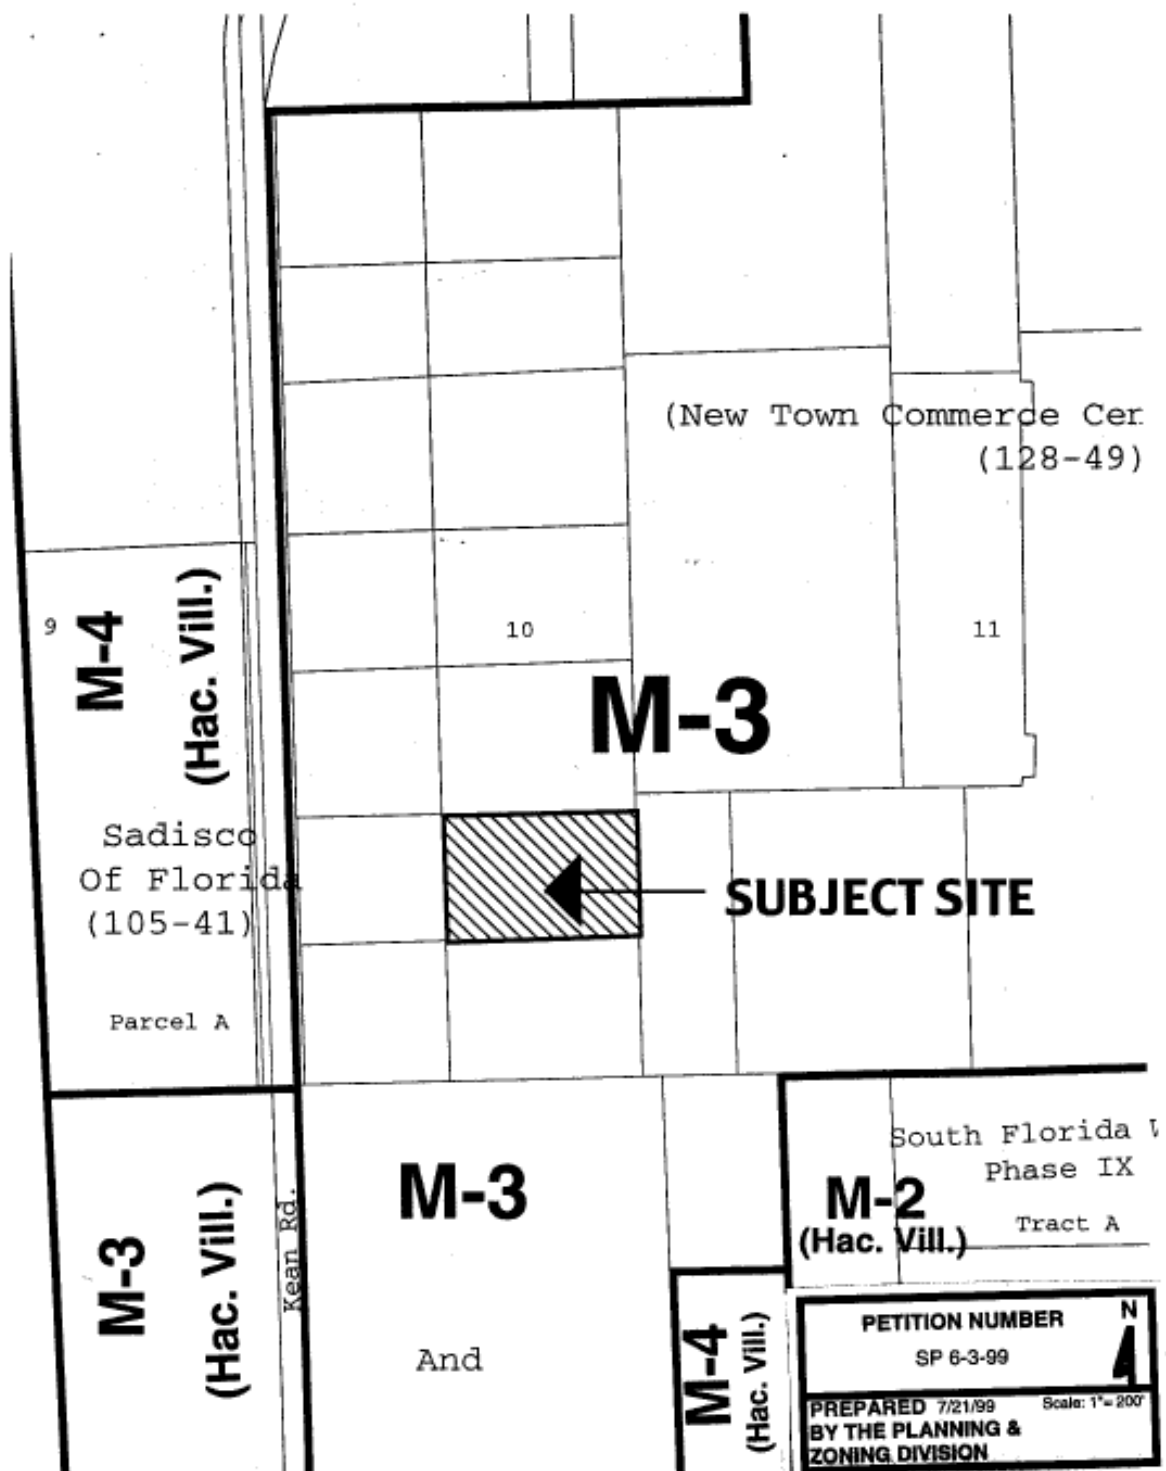 (New Town Commerce Cen
(128-49)
9
M-4
(Hac. Vill.)
10
11
M-3
Sadisco
Of Florida
(105-41)
SUBJECT SITE
Parcel A
M-3
(Hac. Vill.)
Kean Rd.
M-3
And
South Florida
Phase IX
M-2
(Hac. Vill.)
Tract A
M-4
(Hac. Vill.)
PETITION NUMBER
N
SP 6-3-99
PREPARED 7/21/99 Scale: 1"= 200'
BY THE PLANNING &
ZONING DIVISION